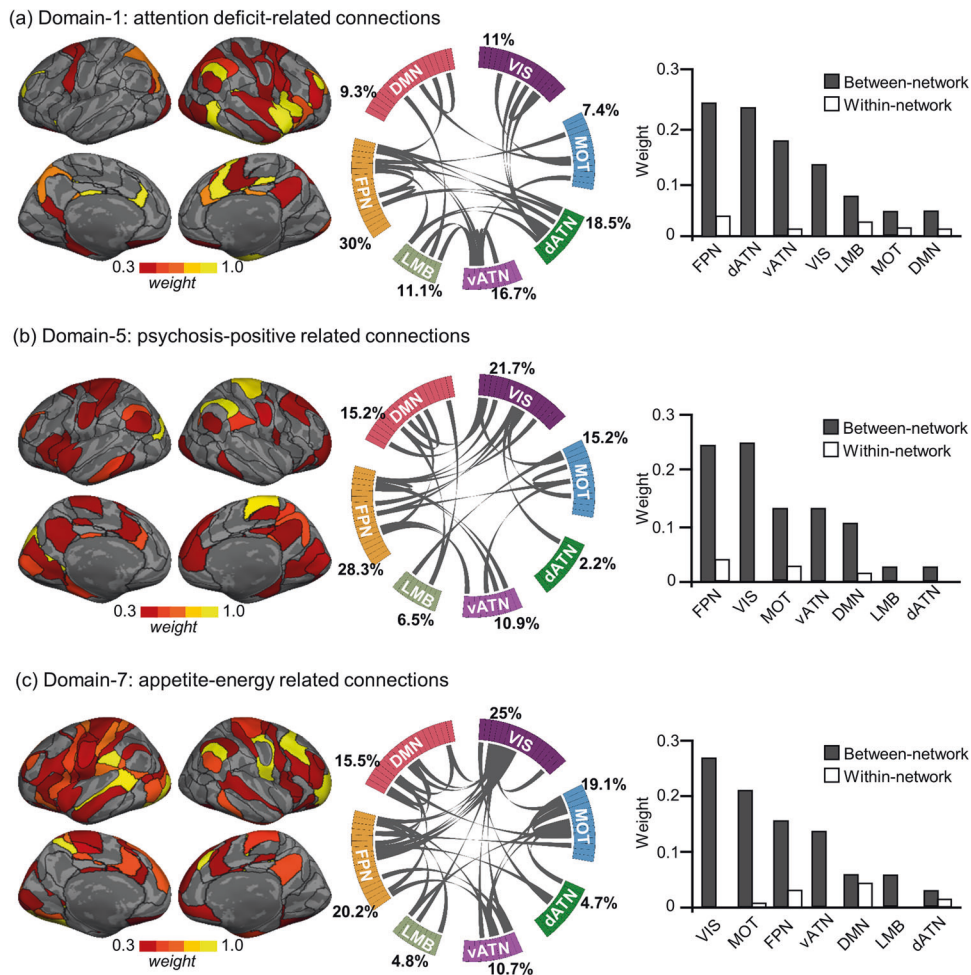 (a) Domain-1: attention deficit-related connections
0.3 1.0
weight
DMN
9.3%
11%
VIS
7.4%
MOT
FPN
30%
18.5%
dATN
LMB
11.1%
vATN
16.7%
0.3
0.2
0.1
0
Weight
Between-network
Within-network
FPN dATN vATN VIS LMB MOT DMN
(b) Domain-5: psychosis-positive related connections
0.3 1.0
weight
DMN
15.2%
21.7%
VIS
15.2%
MOT
FPN
28.3%
dATN
2.2%
LMB
6.5%
vATN
10.9%
0.3
0.2
0.1
0
Weight
Between-network
Within-network
FPN VIS MOT vATN DMN LMB dATN
(c) Domain-7: appetite-energy related connections
0.3 1.0
weight
DMN
15.5%
25%
VIS
19.1%
MOT
FPN
20.2%
dATN
4.7%
LMB
4.8%
vATN
10.7%
0.3
0.2
0.1
0
Weight
Between-network
Within-network
VIS MOT FPN vATN DMN LMB dATN